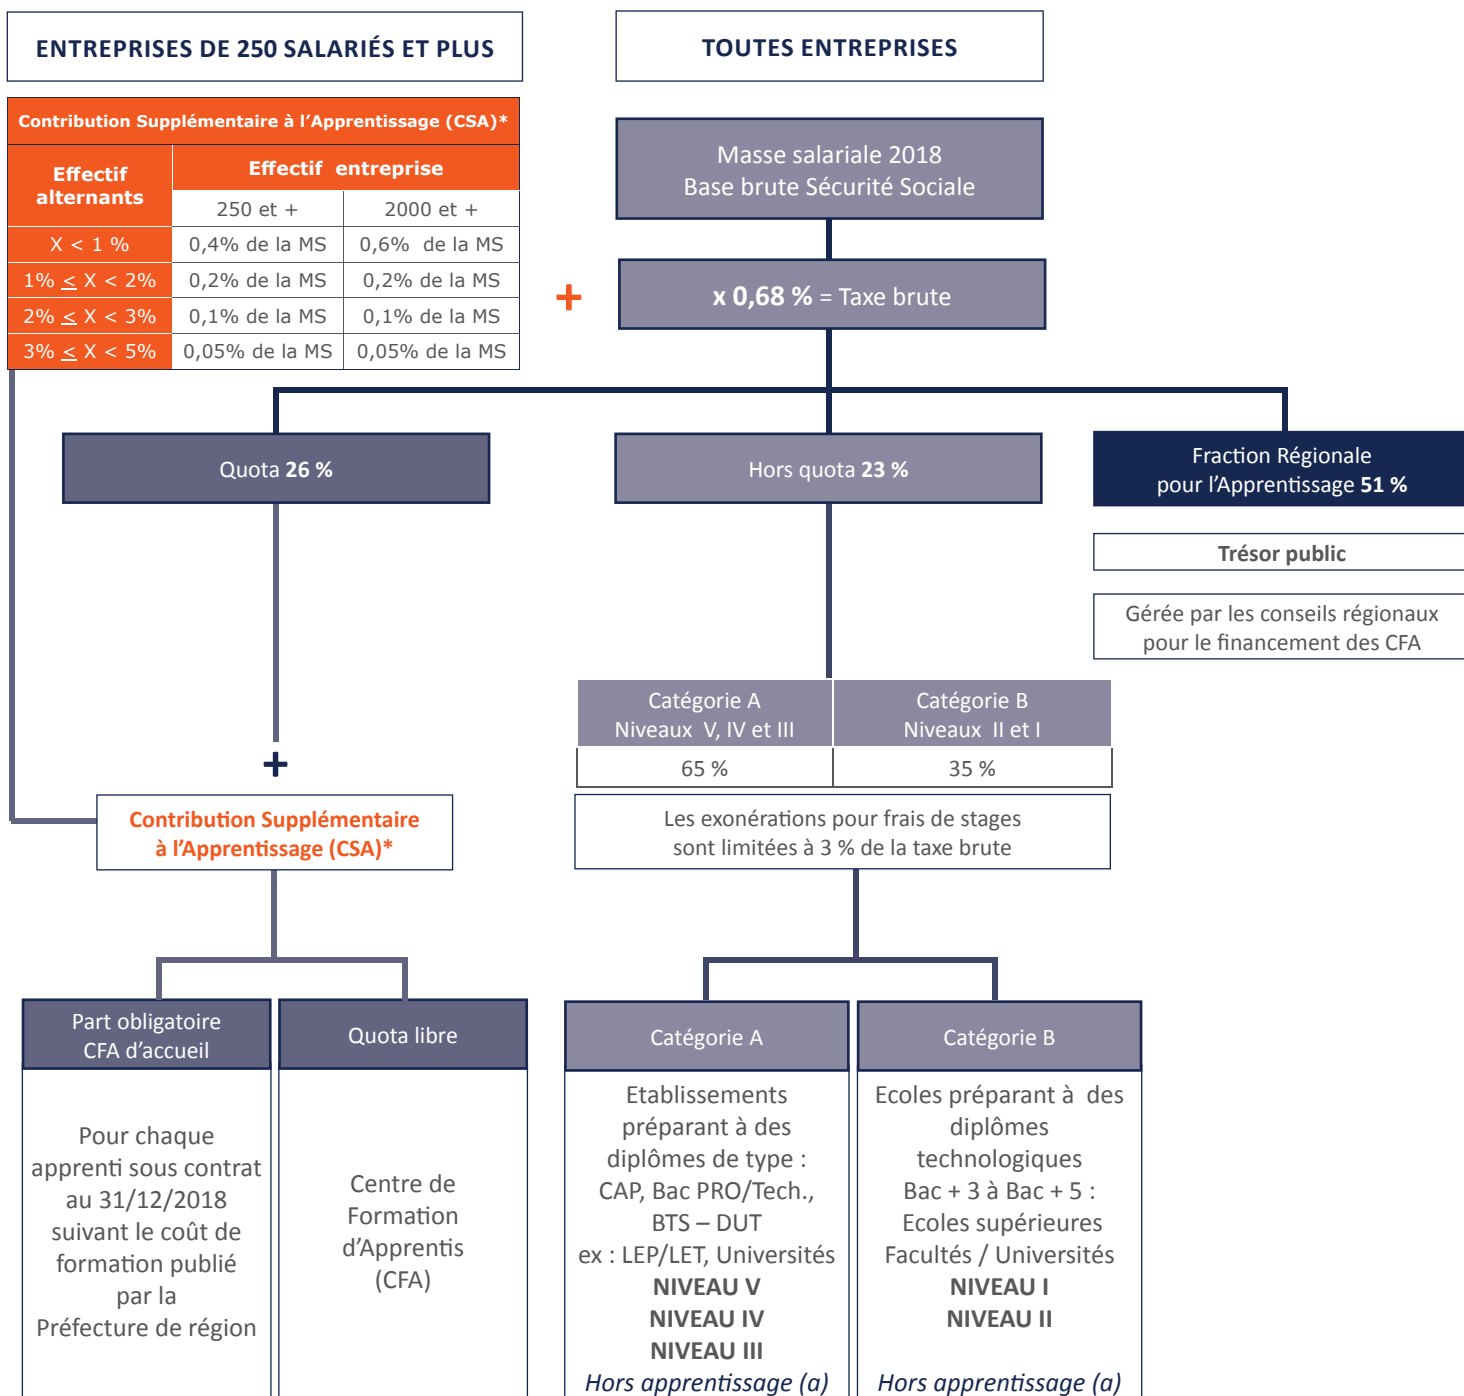 ENTREPRISES DE 250 SALARIÉS ET PLUS
TOUTES ENTREPRISES
Contribution Supplémentaire à l'Apprentissage (CSA)*
Effectif
alternants
Effectif entreprise
250 et +
2000 et +
X < 1 %
0,4% de la MS
0,6% de la MS
1% ≤ X < 2%
0,2% de la MS
0,2% de la MS
2% ≤ X < 3%
0,1% de la MS
0,1% de la MS
3% ≤ X < 5%
0,05% de la MS
0,05% de la MS
+
Masse salariale 2018
Base brute Sécurité Sociale
x 0,68 % = Taxe brute
Quota 26 %
Hors quota 23 %
Fraction Régionale
pour l'Apprentissage 51 %
Trésor public
Gérée par les conseils régionaux
pour le financement des CFA
Catégorie A
Niveaux V, IV et III
Catégorie B
Niveaux II et I
65 %
35 %
+
Contribution Supplémentaire
à l'Apprentissage (CSA)*
Les exonérations pour frais de stages
sont limitées à 3 % de la taxe brute
Part obligatoire
CFA d'accueil
Pour chaque
apprenti sous contrat
au 31/12/2018
suivant le coût de
formation publié
par la
Préfecture de région
Quota libre
Centre de
Formation
d'Apprentis
(CFA)
Catégorie A
Etablissements
préparant à des
diplômes de type :
CAP, Bac PRO/Tech.,
BTS – DUT
ex : LEP/LET, Universités
NIVEAU V
NIVEAU IV
NIVEAU III
Hors apprentissage (a)
Catégorie B
Ecoles préparant à des
diplômes
technologiques
Bac + 3 à Bac + 5 :
Ecoles supérieures
Facultés / Universités
NIVEAU I
NIVEAU II
Hors apprentissage (a)